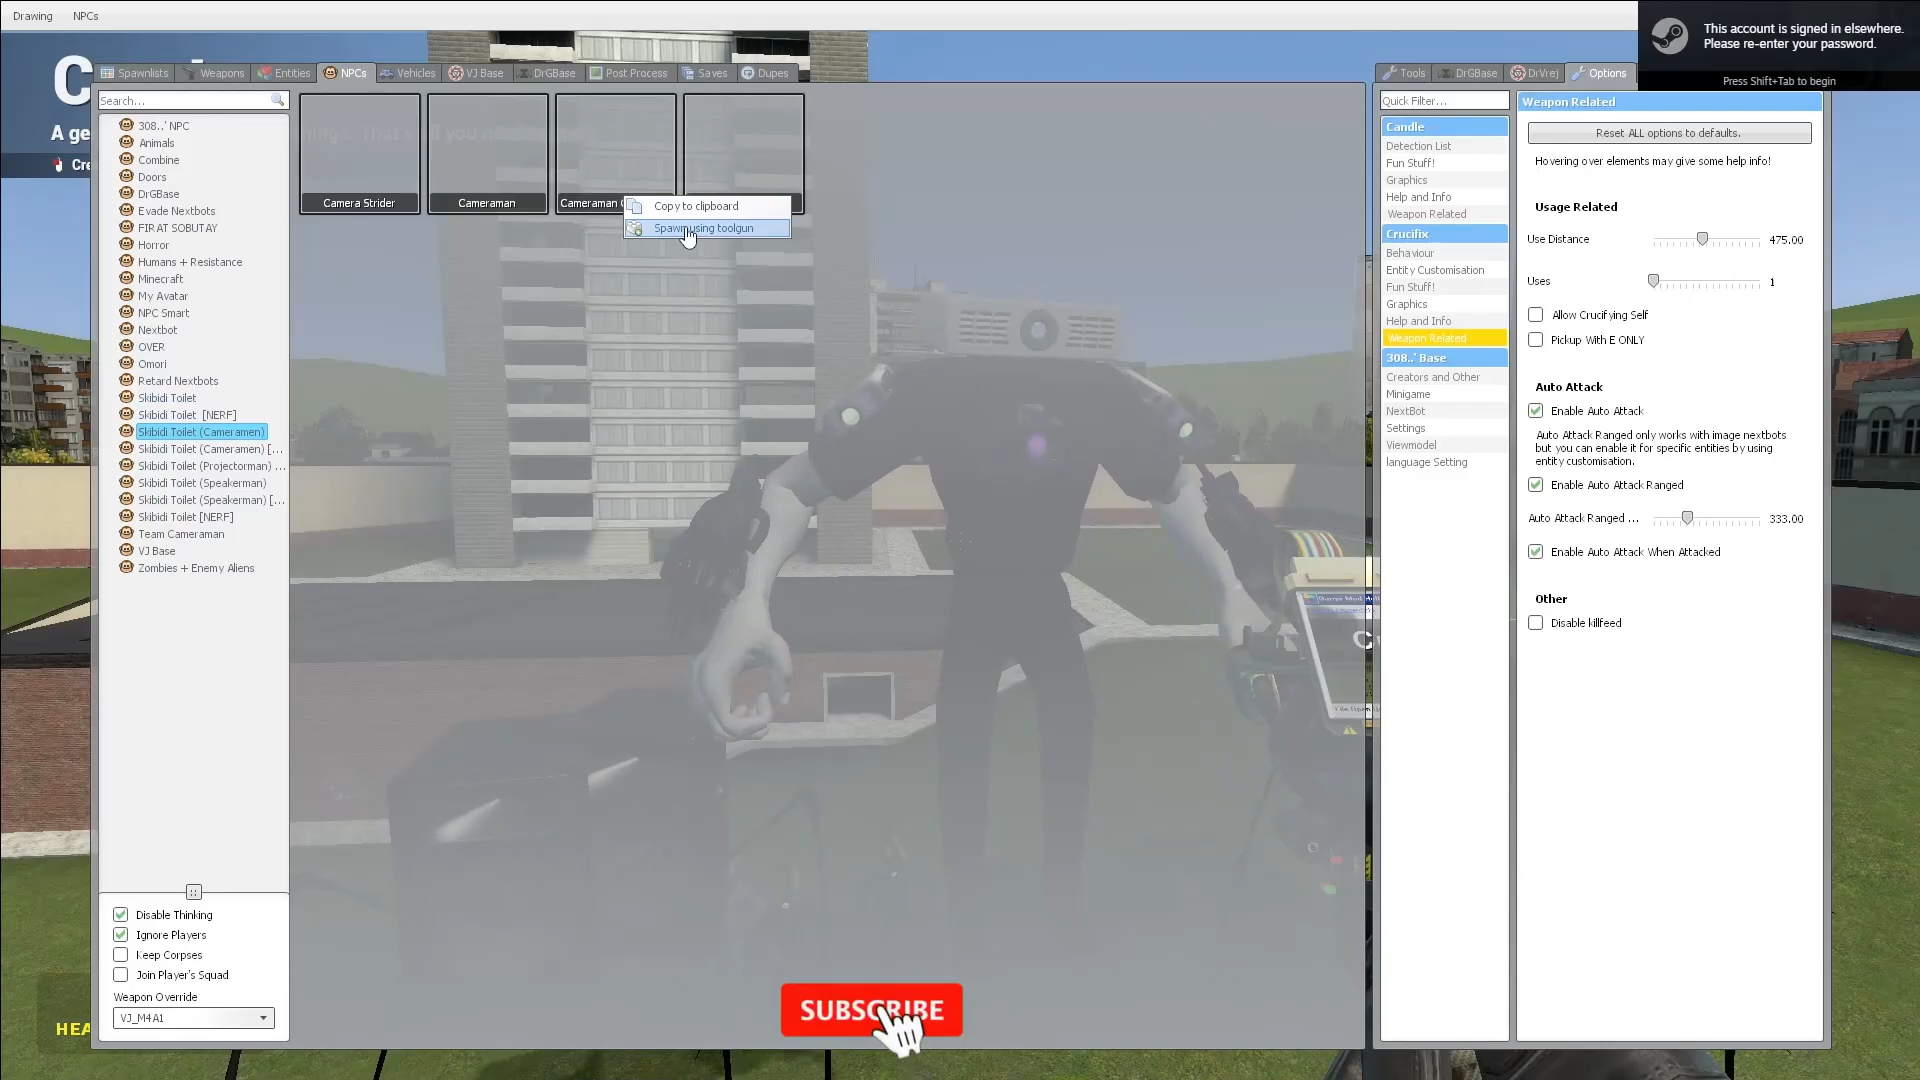 Drawing NPCs
This account is signed in elsewhere.
Please re-enter your password.
Press Shift+Tab to begin
C
A ge
Cre
Spawnlists Weapons Entities NPCs Vehicles VJ Base DrGBase Post Process Saves Dupes
Search...
308..' NPC
Animals
Combine
Doors
DrGBase
Evade Nextbots
FIRAT SOBUTAY
Horror
Humans + Resistance
Minecraft
My Avatar
NPC Smart
Nextbot
OVER
Omori
Retard Nextbots
Skibidi Toilet
Skibidi Toilet [NERF]
Skibidi Toilet (Cameramen)
Skibidi Toilet (Cameramen) [...
Skibidi Toilet (Projectorman) ...
Skibidi Toilet (Speakerman)
Skibidi Toilet (Speakerman) [...
Skibidi Toilet [NERF]
Team Cameraman
VJ Base
Zombies + Enemy Aliens
Disable Thinking
Ignore Players
Keep Corpses
Join Player's Squad
Weapon Override
VJ_M4A1
HEA
Camera Strider
Cameraman
Cameraman
Copy to clipboard
Spawn using toolgun
SUBSCRIBE
Tools DrGBase DrVrej Options
Quick Filter...
Candle
Detection List
Fun Stuff!
Graphics
Help and Info
Weapon Related
Crucifix
Behaviour
Entity Customisation
Fun Stuff!
Graphics
Help and Info
Weapon Related
308..' Base
Creators and Other
Minigame
NextBot
Settings
Viewmodel
language Setting
Weapon Related
Reset ALL options to defaults.
Hovering over elements may give some help info!
Usage Related
Use Distance 475.00
Uses 1
Allow Crucifying Self
Pickup With E ONLY
Auto Attack
Enable Auto Attack
Auto Attack Ranged only works with image nextbots
but you can enable it for specific entities by using
entity customisation.
Enable Auto Attack Ranged
Auto Attack Ranged ... 333.00
Enable Auto Attack When Attacked
Other
Disable killfeed